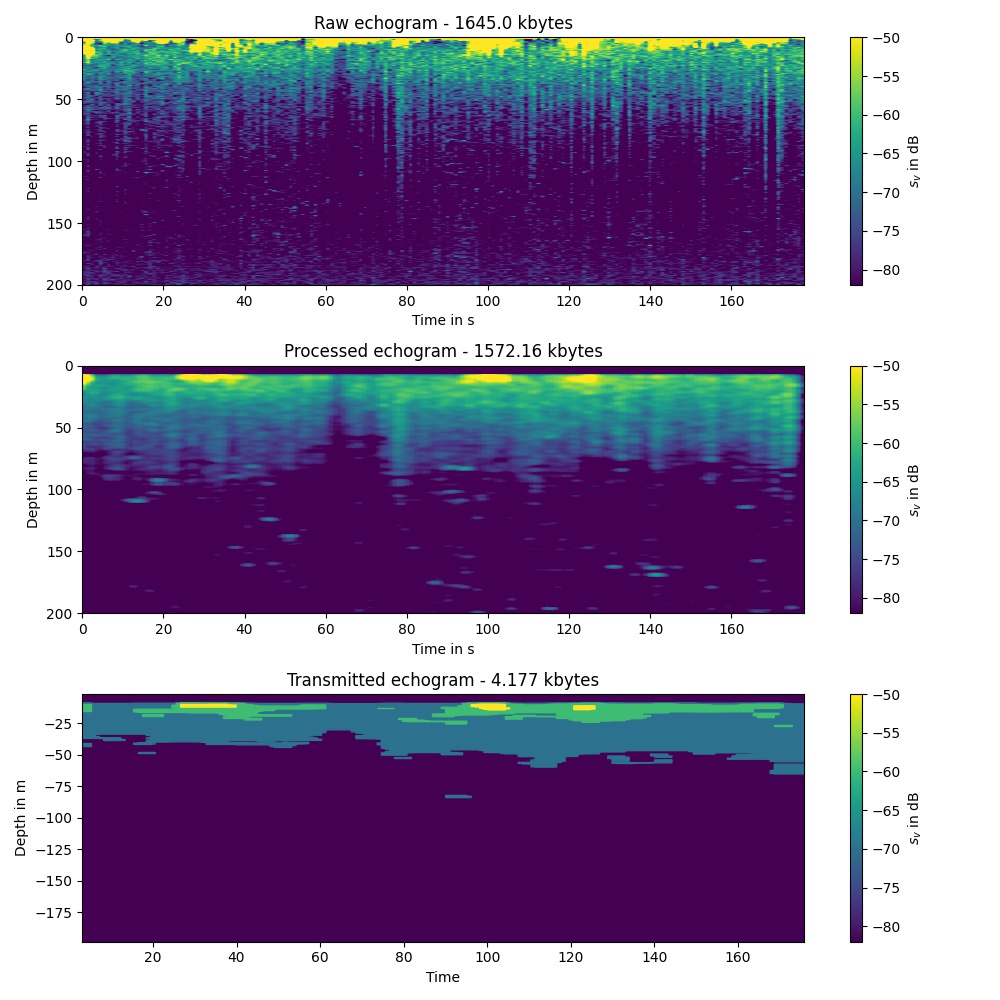 Raw echogram - 1645.0 kbytes
0
50
100
150
200
Depth in m
0 20 40 60 80 100 120 140 160
Time in s
−50
−55
−60
−65
−70
−75
−80
sv in dB
Processed echogram - 1572.16 kbytes
0
50
100
150
200
Depth in m
0 20 40 60 80 100 120 140 160
Time in s
−50
−55
−60
−65
−70
−75
−80
sv in dB
Transmitted echogram - 4.177 kbytes
−25
−50
−75
−100
−125
−150
−175
Depth in m
20 40 60 80 100 120 140 160
Time
−50
−55
−60
−65
−70
−75
−80
sv in dB